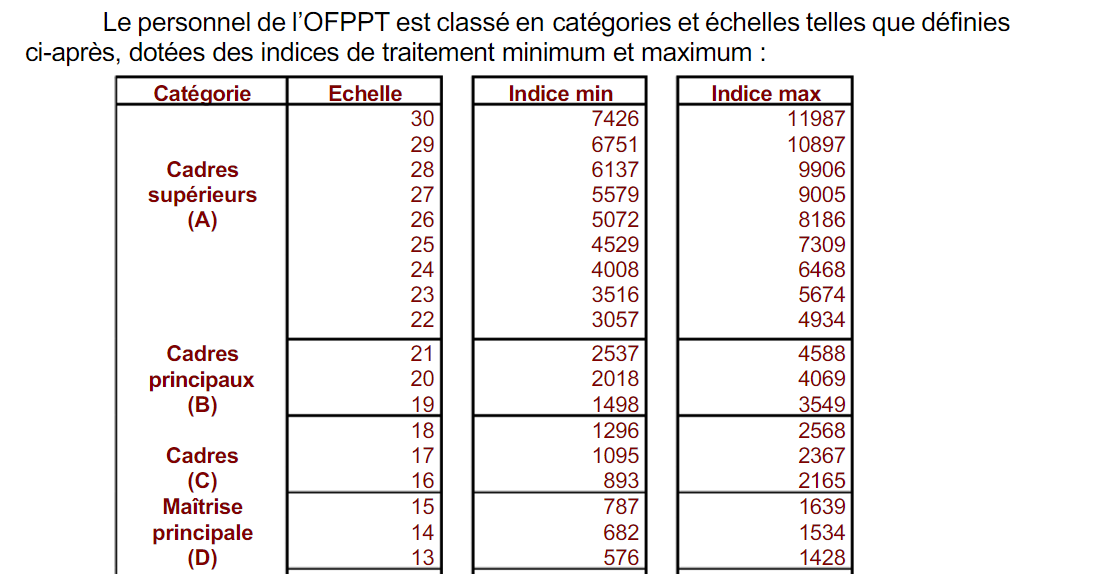 Le personnel de l’OFPPT est classé en catégories et échelles telles que définies
ci-après, dotées des indices de traitement minimum et maximum :
Catégorie Echelle Indice min Indice max
30 7426 11987
29 6751 10897
Cadres 28 6137 9906
supérieurs 27 5579 9005
(A) 26 5072 8186
25 4529 7309
24 4008 6468
23 3516 5674
22 3057 4934
Cadres 21 2537 4588
principaux 20 2018 4069
(B) 19 1498 3549
18 1296 2568
Cadres 17 1095 2367
(C) 16 893 2165
Maîtrise 15 787 1639
principale 14 682 1534
(D) 13 576 1428